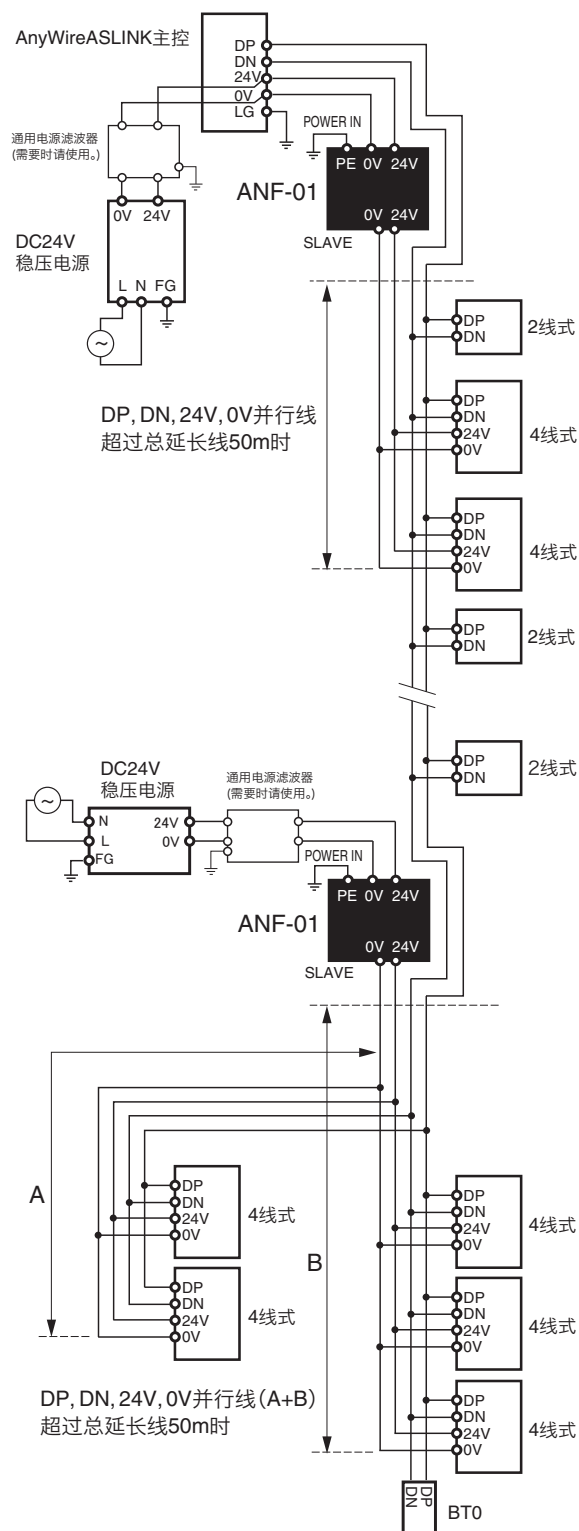 AnyWireASLINK主控
DP
DN
24V
0V
LG
POWER IN
通用电源滤波器
(需要时请使用。)
PE 0V 24V
ANF-01
0V 24V
SLAVE
0V 24V
DC24V
稳压电源
L N FG
~
DP
DN
2线式
DP, DN, 24V, 0V并行线
超过总延长线50m时
DP
DN
24V
0V
4线式
DP
DN
24V
0V
4线式
DP
DN
2线式
DP
DN
2线式
DC24V
稳压电源
通用电源滤波器
(需要时请使用。)
~
N
L
FG
24V
0V
POWER IN
PE 0V 24V
ANF-01
0V 24V
SLAVE
A
B
DP
DN
24V
0V
4线式
DP
DN
24V
0V
4线式
DP
DN
24V
0V
4线式
DP
DN
24V
0V
4线式
DP, DN, 24V, 0V并行线(A+B)
超过总延长线50m时
DP
DN
24V
0V
4线式
DP
DN
BT0